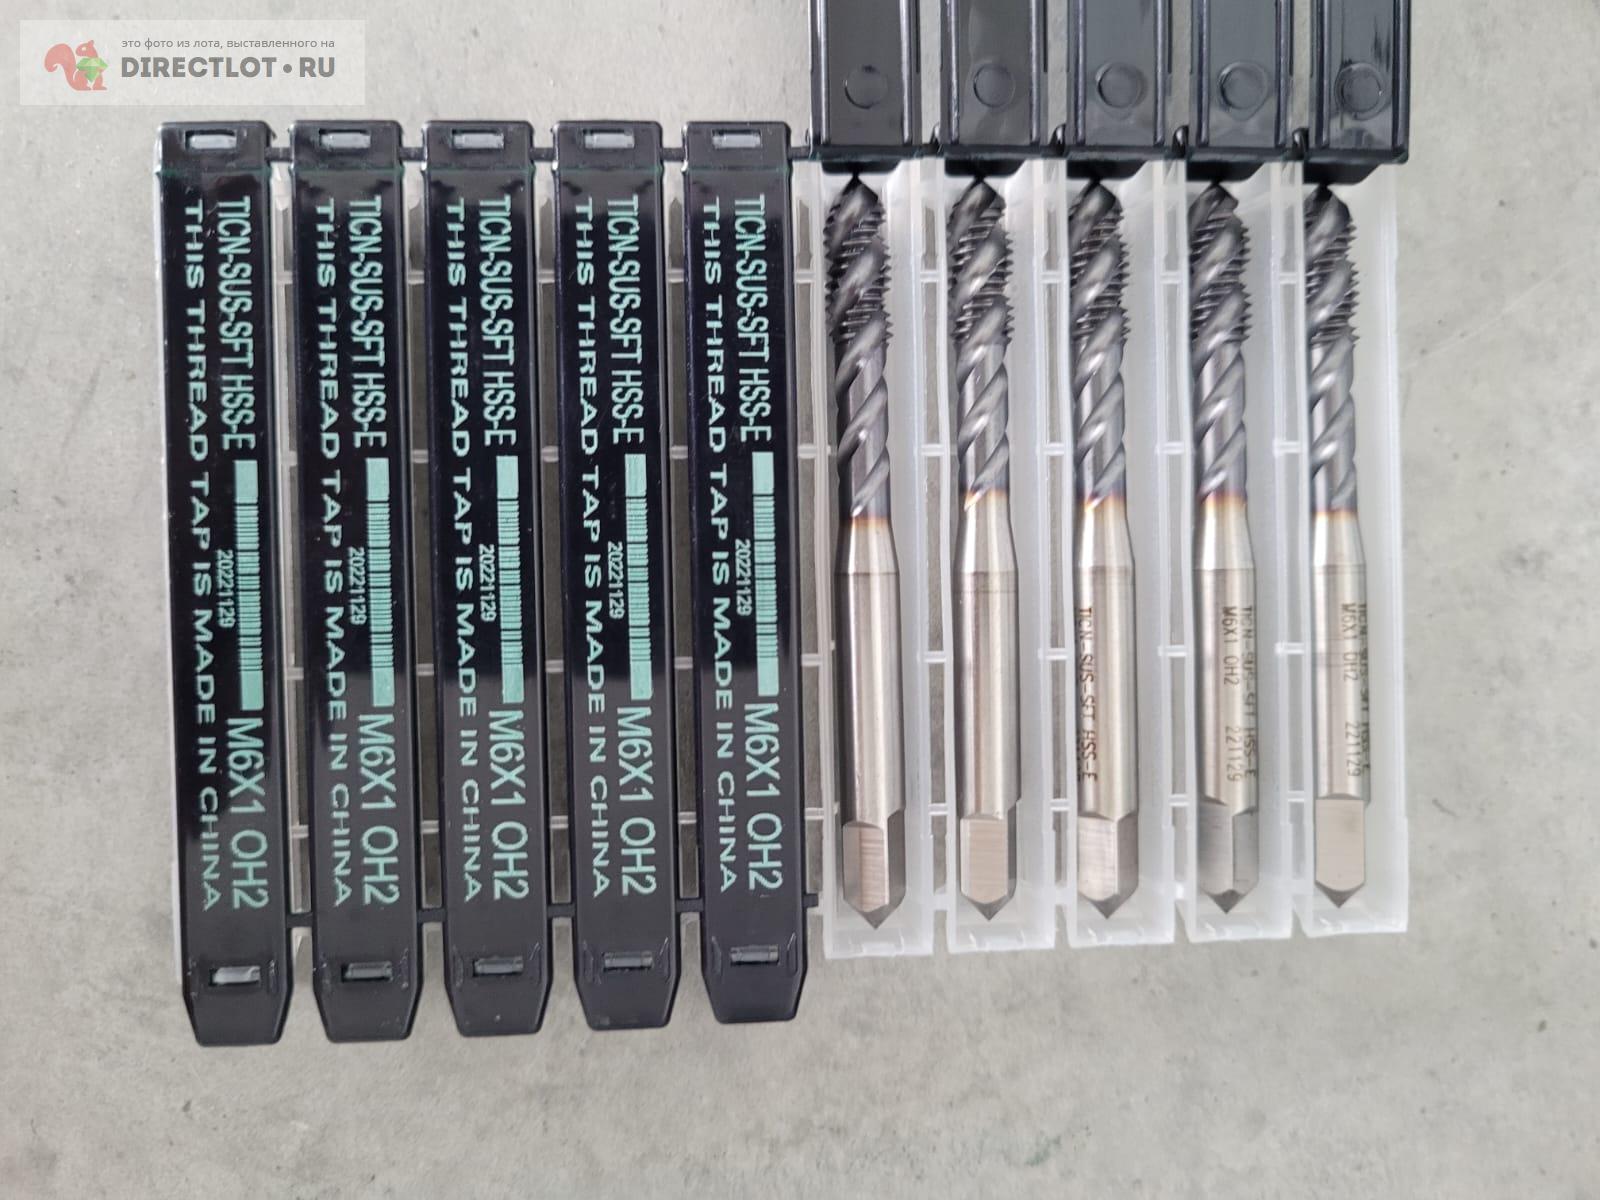 это фото из лота, выставленного на
DIRECTLOT•RU
TICN-SUS-SFT HSS-E M6X1 OH2
20221129
THIS THREAD TAP IS MADE IN CHINA
TICN-SUS-SFT HSS-E M6X1 OH2
20221129
THIS THREAD TAP IS MADE IN CHINA
TICN-SUS-SFT HSS-E M6X1 OH2
20221129
THIS THREAD TAP IS MADE IN CHINA
TICN-SUS-SFT HSS-E M6X1 OH2
20221129
THIS THREAD TAP IS MADE IN CHINA
TICN-SUS-SFT HSS-E M6X1 OH2
20221129
THIS THREAD TAP IS MADE IN CHINA
TICN-SUS-SFT HSS-E
TICN-SUS-SFT HSS-E
M6X1 OH2 221129
M6X1 OH2 221129